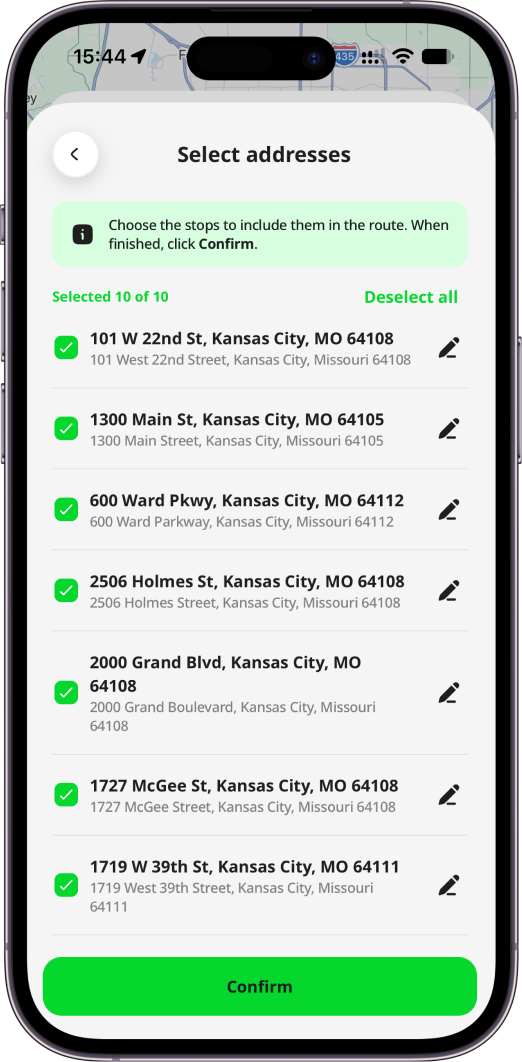 15:44
F
435
ey
Select addresses
Choose the stops to include them in the route. When
finished, click Confirm.
Selected 10 of 10
Deselect all
101 W 22nd St, Kansas City, MO 64108
101 West 22nd Street, Kansas City, Missouri 64108
1300 Main St, Kansas City, MO 64105
1300 Main Street, Kansas City, Missouri 64105
600 Ward Pkwy, Kansas City, MO 64112
600 Ward Parkway, Kansas City, Missouri 64112
2506 Holmes St, Kansas City, MO 64108
2506 Holmes Street, Kansas City, Missouri 64108
2000 Grand Blvd, Kansas City, MO
64108
2000 Grand Boulevard, Kansas City, Missouri
64108
1727 McGee St, Kansas City, MO 64108
1727 McGee Street, Kansas City, Missouri 64108
1719 W 39th St, Kansas City, MO 64111
1719 West 39th Street, Kansas City, Missouri
64111
Confirm